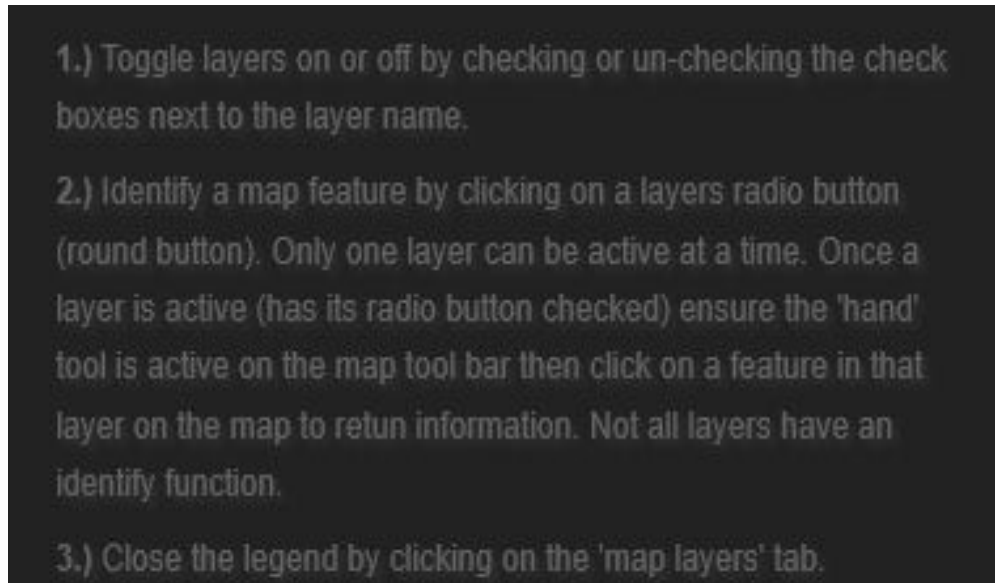 1.) Toggle layers on or off by checking or un-checking the check
boxes next to the layer name.
2.) Identify a map feature by clicking on a layers radio button
(round button). Only one layer can be active at a time. Once a
layer is active (has its radio button checked) ensure the 'hand'
tool is active on the map tool bar then click on a feature in that
layer on the map to retun information. Not all layers have an
identify function.
3.) Close the legend by clicking on the 'map layers' tab.